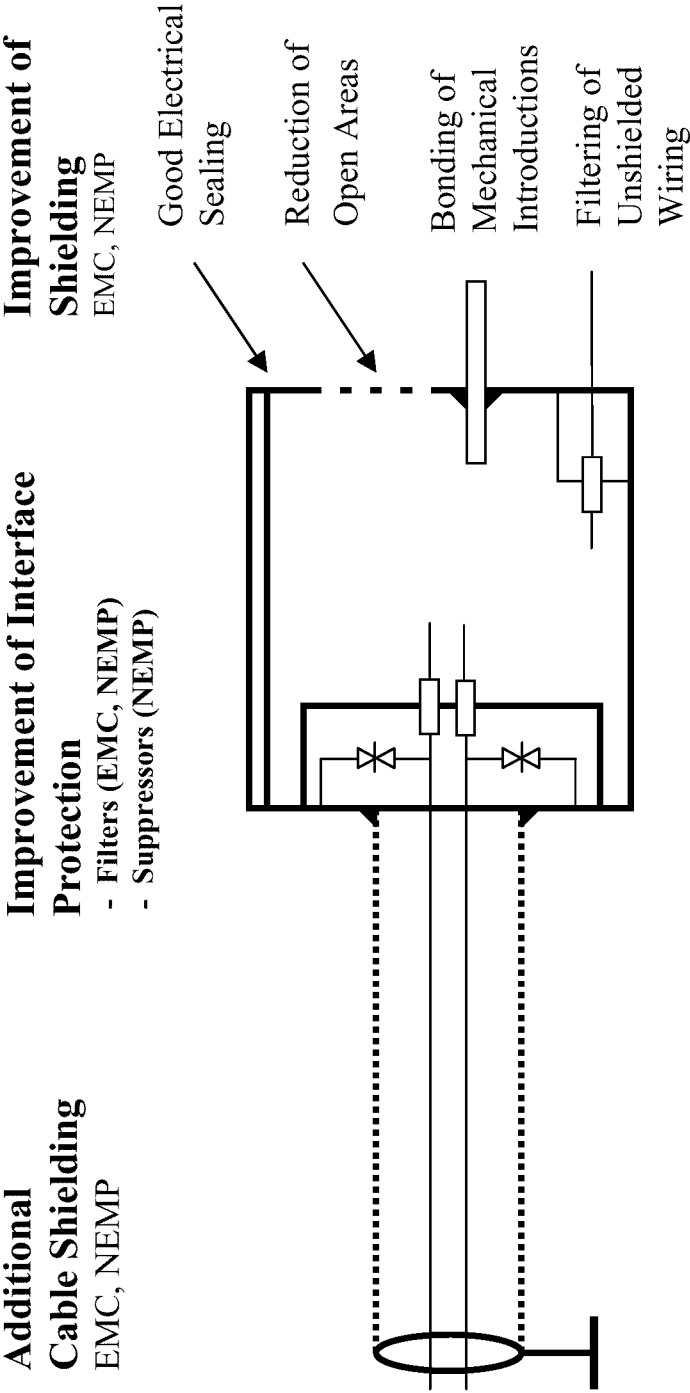 Additional
Cable Shielding
EMC, NEMP
Improvement of Interface
Protection
- Filters (EMC, NEMP)
- Suppressors (NEMP)
Improvement of
Shielding
EMC, NEMP
Good Electrical
Sealing
Reduction of
Open Areas
Bonding of
Mechanical
Introductions
Filtering of
Unshielded
Wiring